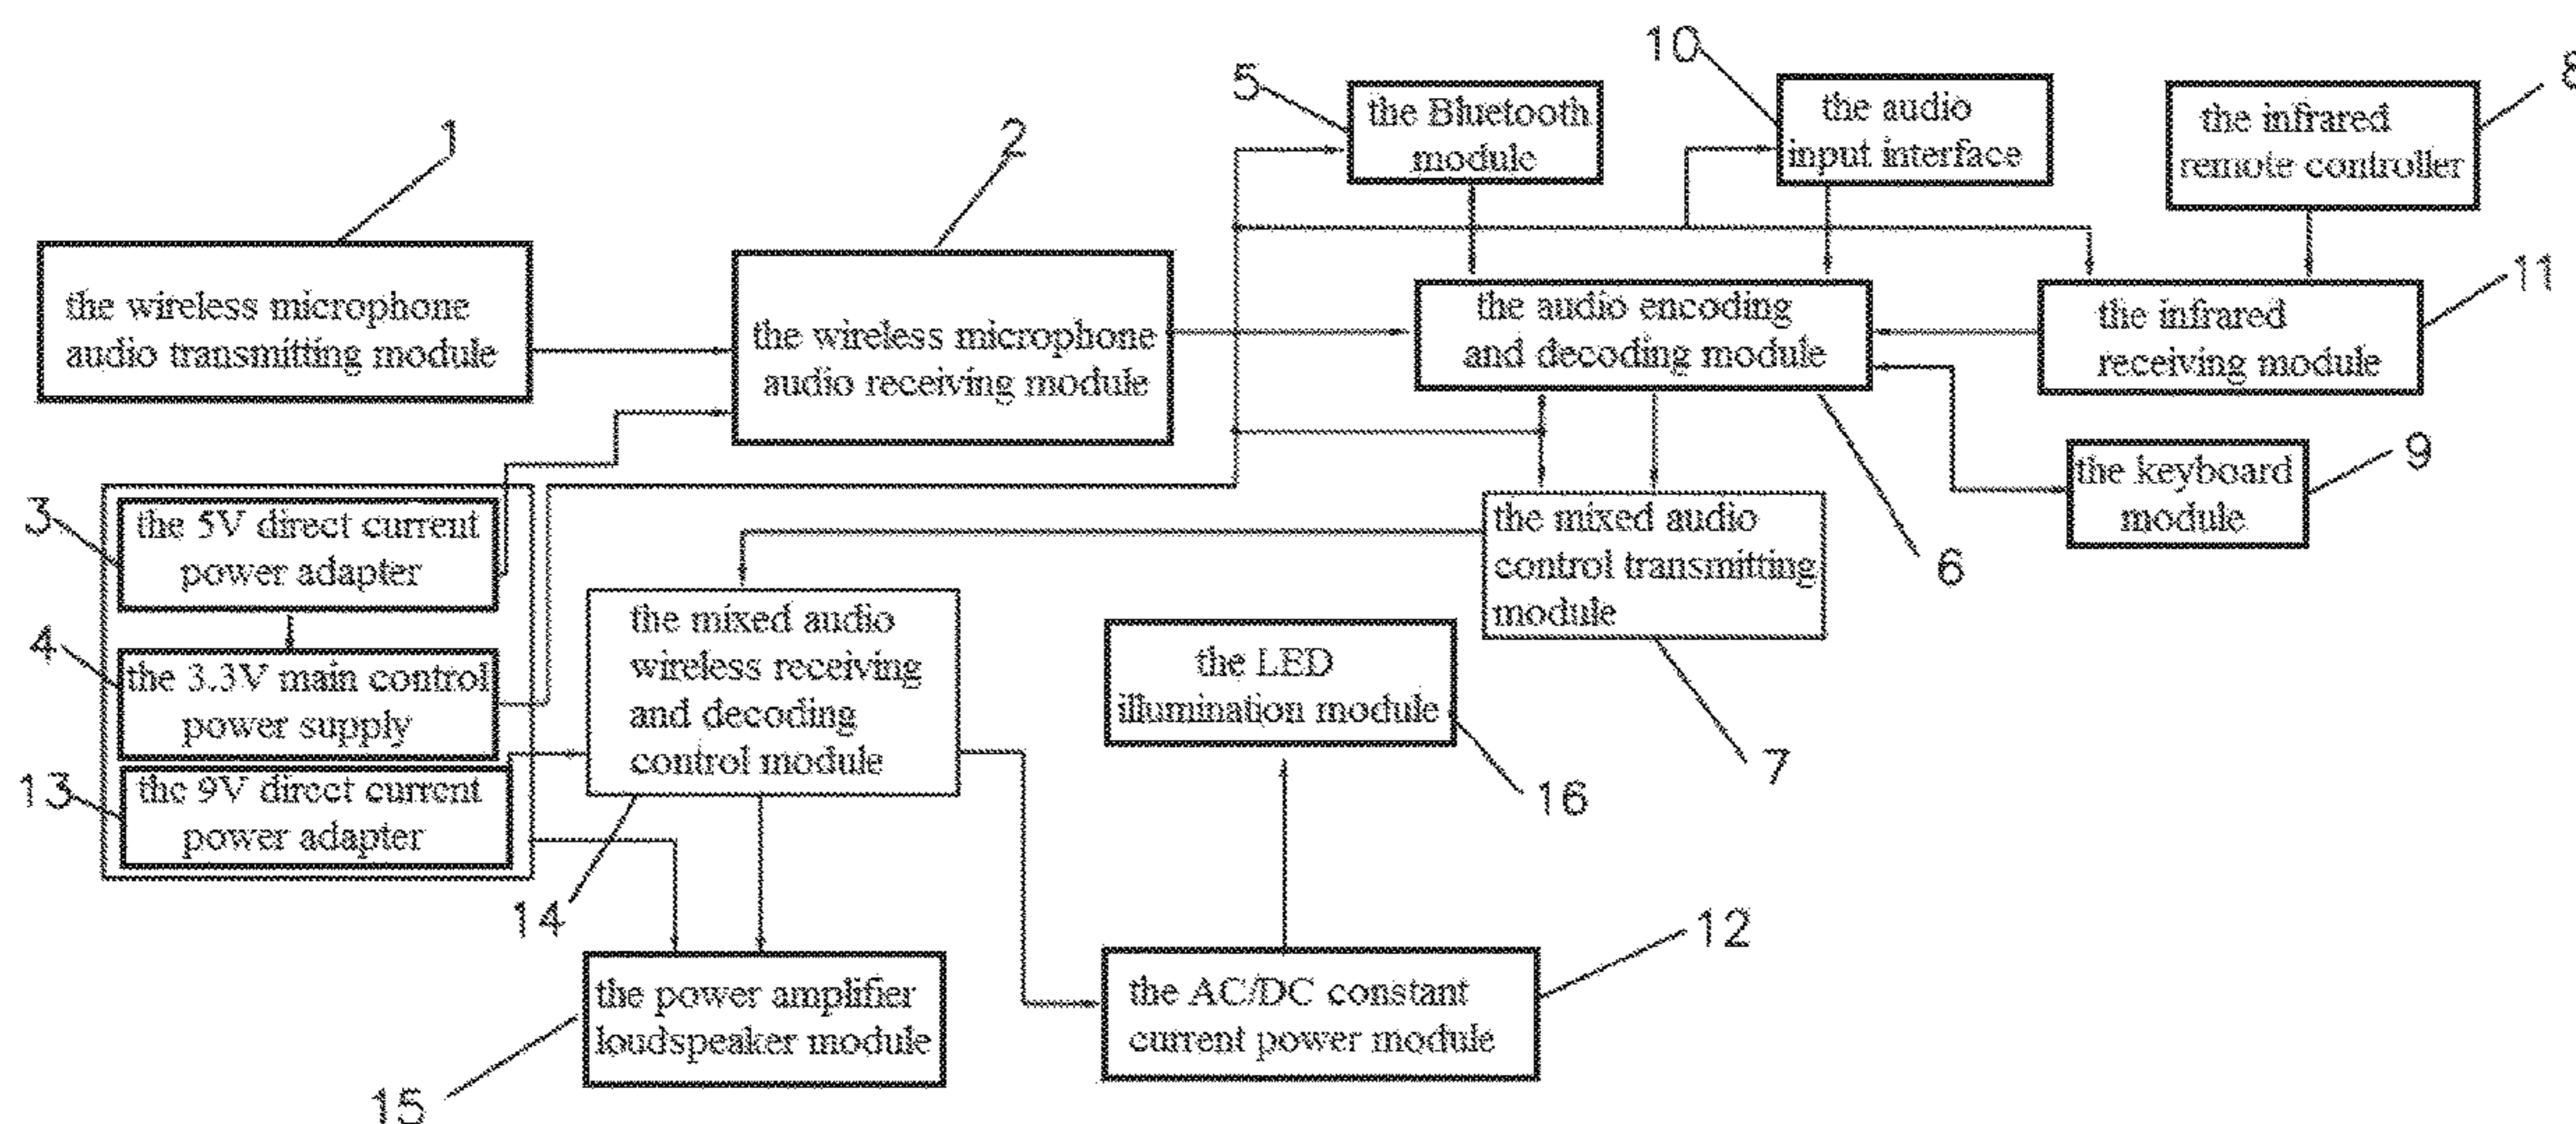 1
2
5
10
8
the Bluetooth
module
the audio
input interface
the infrared
remote controller
the wireless microphone
audio transmitting module
the wireless microphone
audio receiving module
the audio encoding
and decoding module
the infrared
receiving module
11
3
the 5V direct current
power adapter
the mixed audio
control transmitting
module
6
the keyboard
module
9
4
the 3.3V main control
power supply
the mixed audio
wireless receiving
and decoding
control module
the LED
illumination module
7
16
13
the 9V direct current
power adapter
14
12
the power amplifier
loudspeaker module
the AC/DC constant
current power module
15